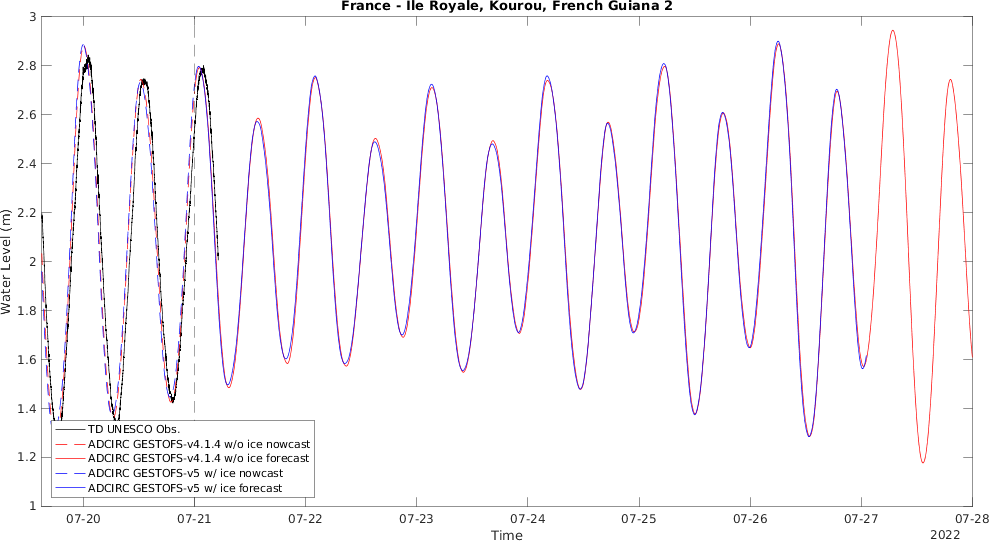 France - Ile Royale, Kourou, French Guiana 2
3
2.8
2.6
2.4
2.2
2
1.8
1.6
1.4
1.2
1
Water Level (m)
TD UNESCO Obs.
ADCIRC GESTOFS-v4.1.4 w/o ice nowcast
ADCIRC GESTOFS-v4.1.4 w/o ice forecast
ADCIRC GESTOFS-v5 w/ ice nowcast
ADCIRC GESTOFS-v5 w/ ice forecast
07-20 07-21 07-22 07-23 07-24 07-25 07-26 07-27 07-28
Time
2022